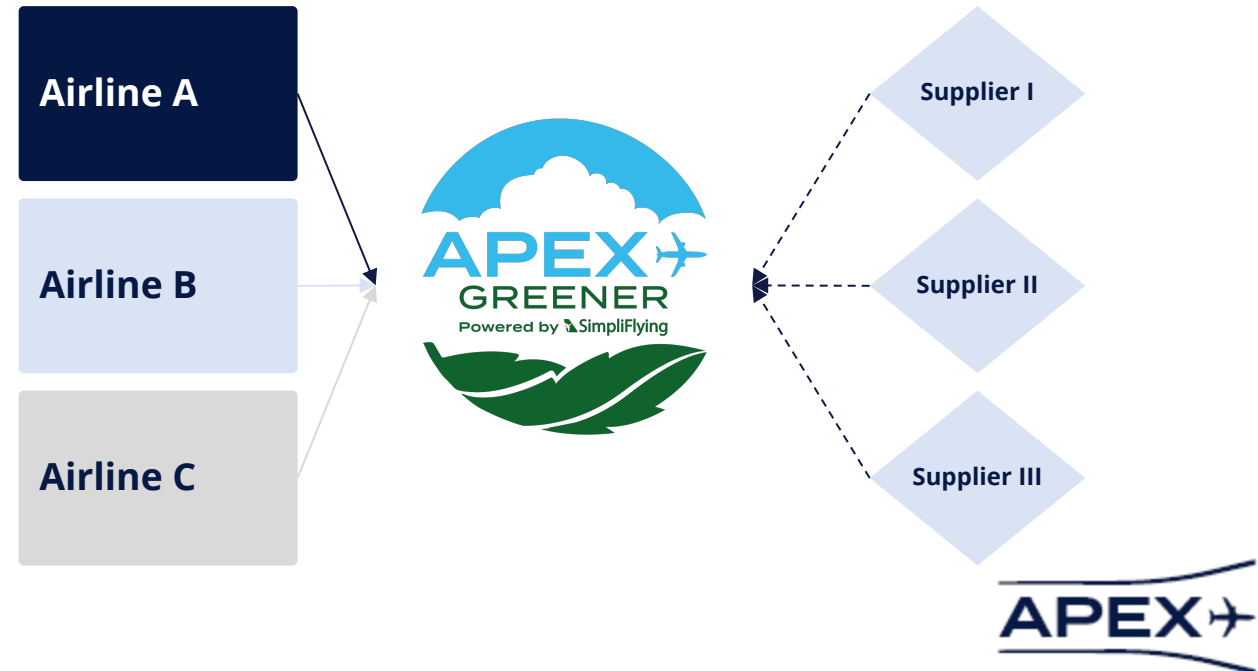 Airline A
Airline B
Airline C
APEX
GREENER
Powered by SimpliFlying
Supplier I
Supplier II
Supplier III
APEX